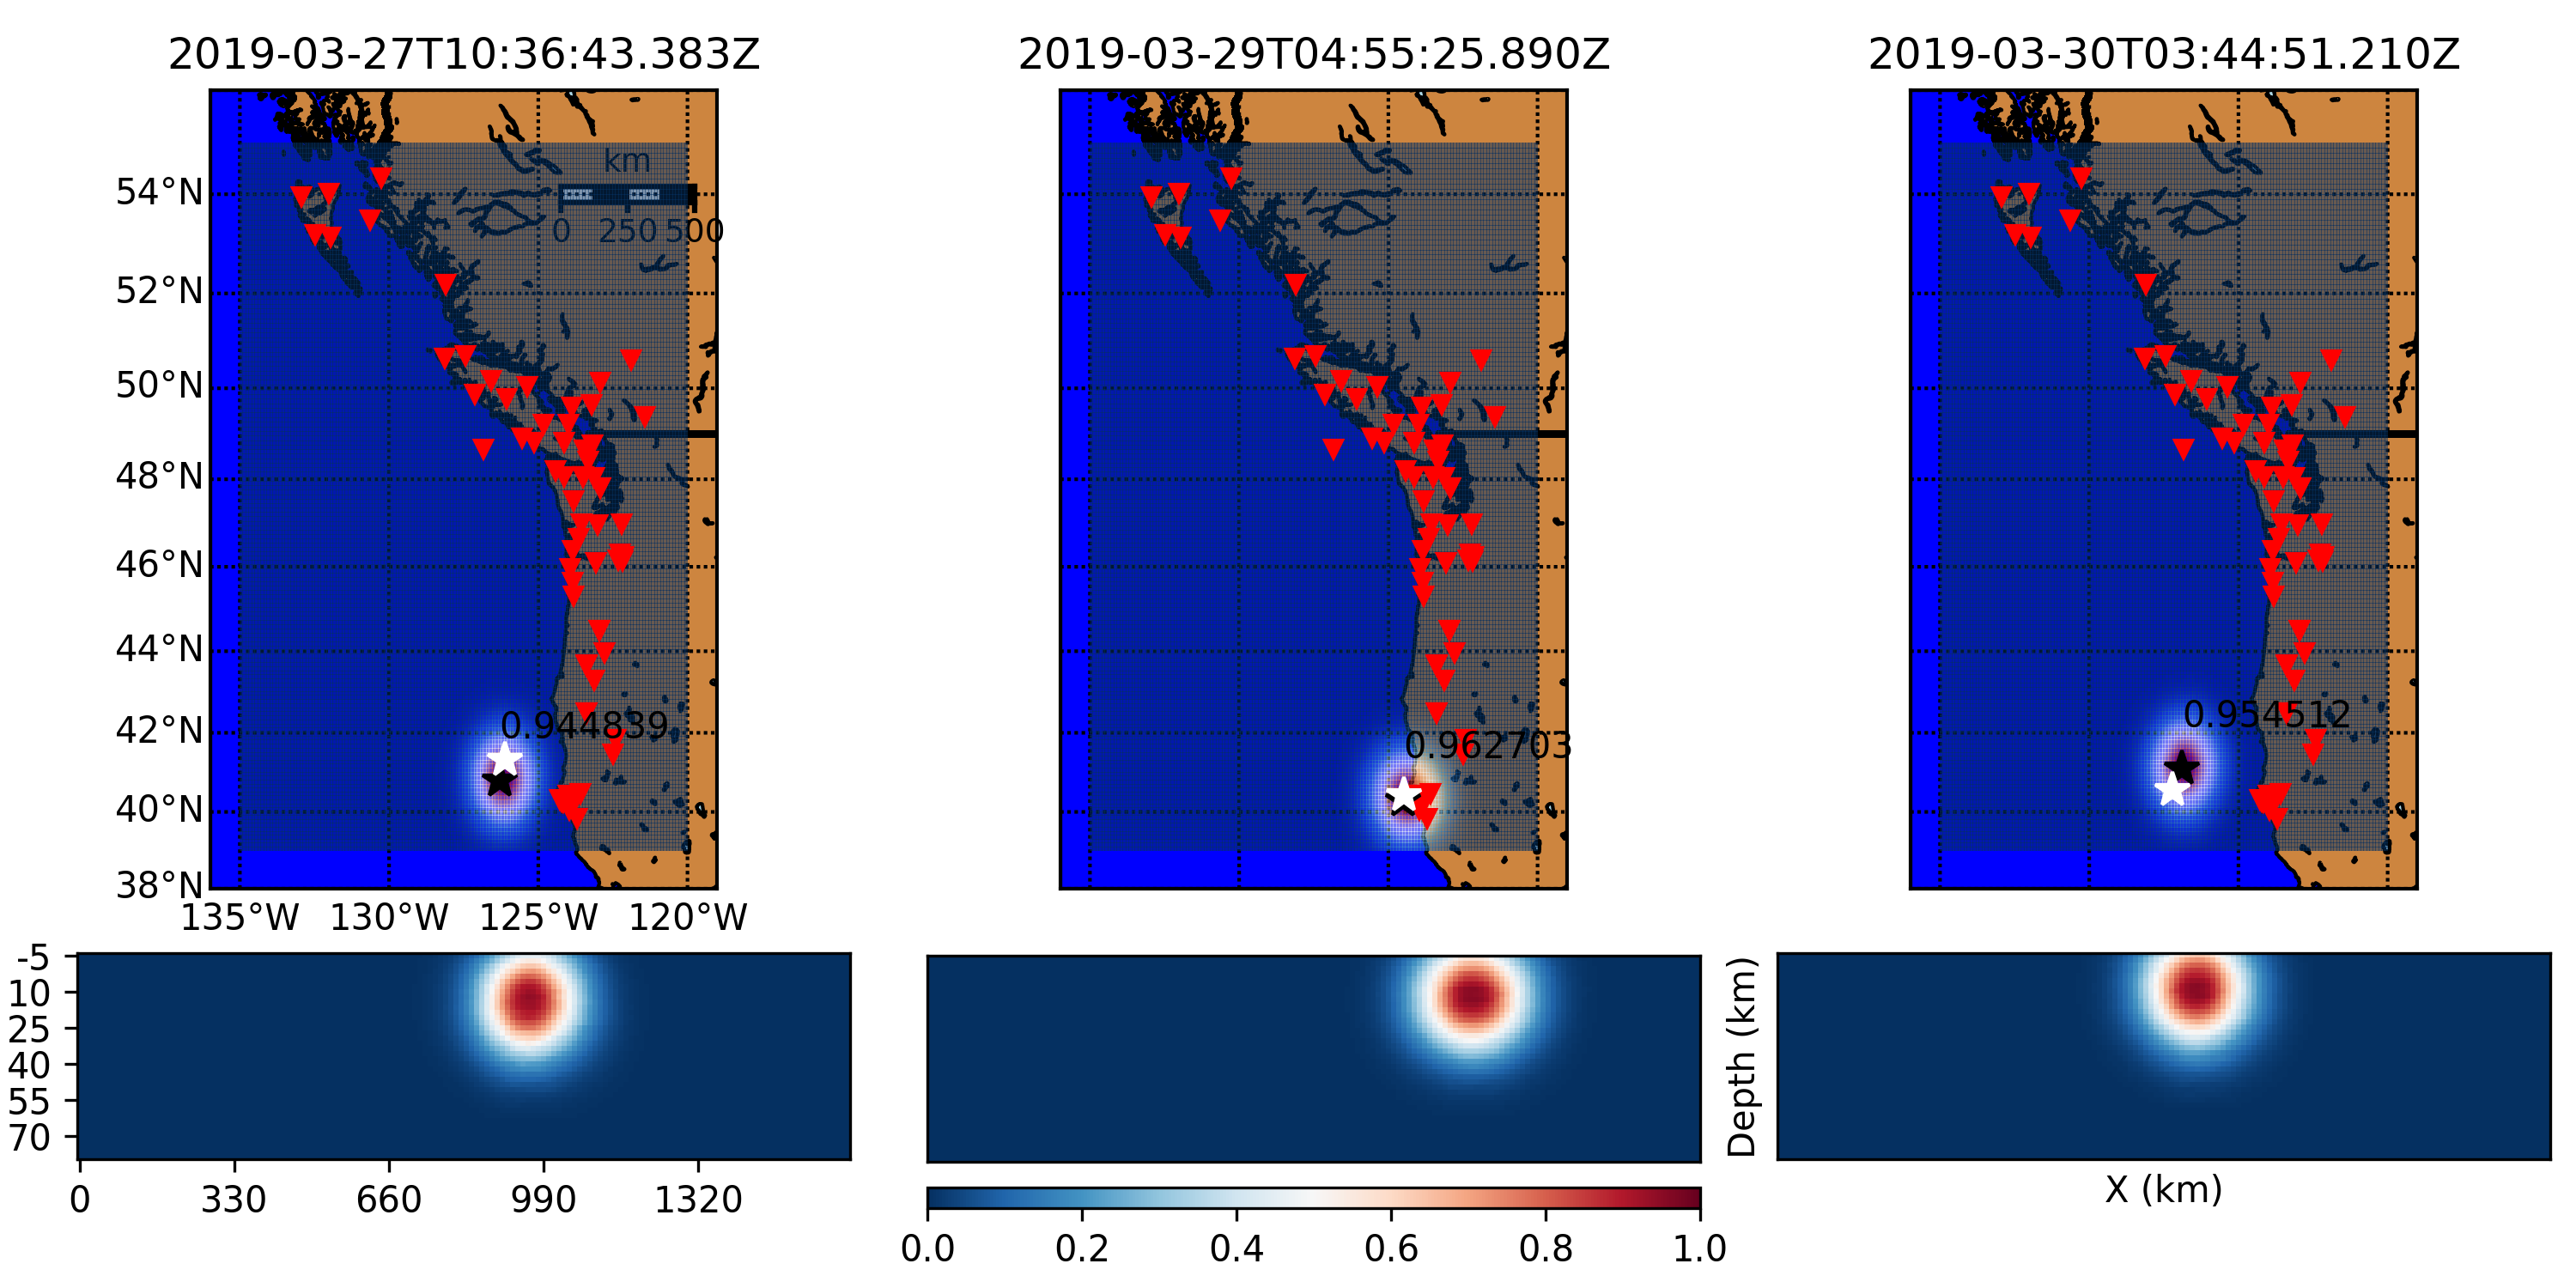 2019-03-27T10:36:43.383Z
2019-03-29T04:55:25.890Z
2019-03-30T03:44:51.210Z
km
0 250 500
54°N
52°N
50°N
48°N
46°N
44°N
42°N
40°N
38°N
0.944839
0.962703
0.954512
135°W 130°W 125°W 120°W
-5
10
25
40
55
70
0 330 660 990 1320
0.0 0.2 0.4 0.6 0.8 1.0
Depth (km)
X (km)